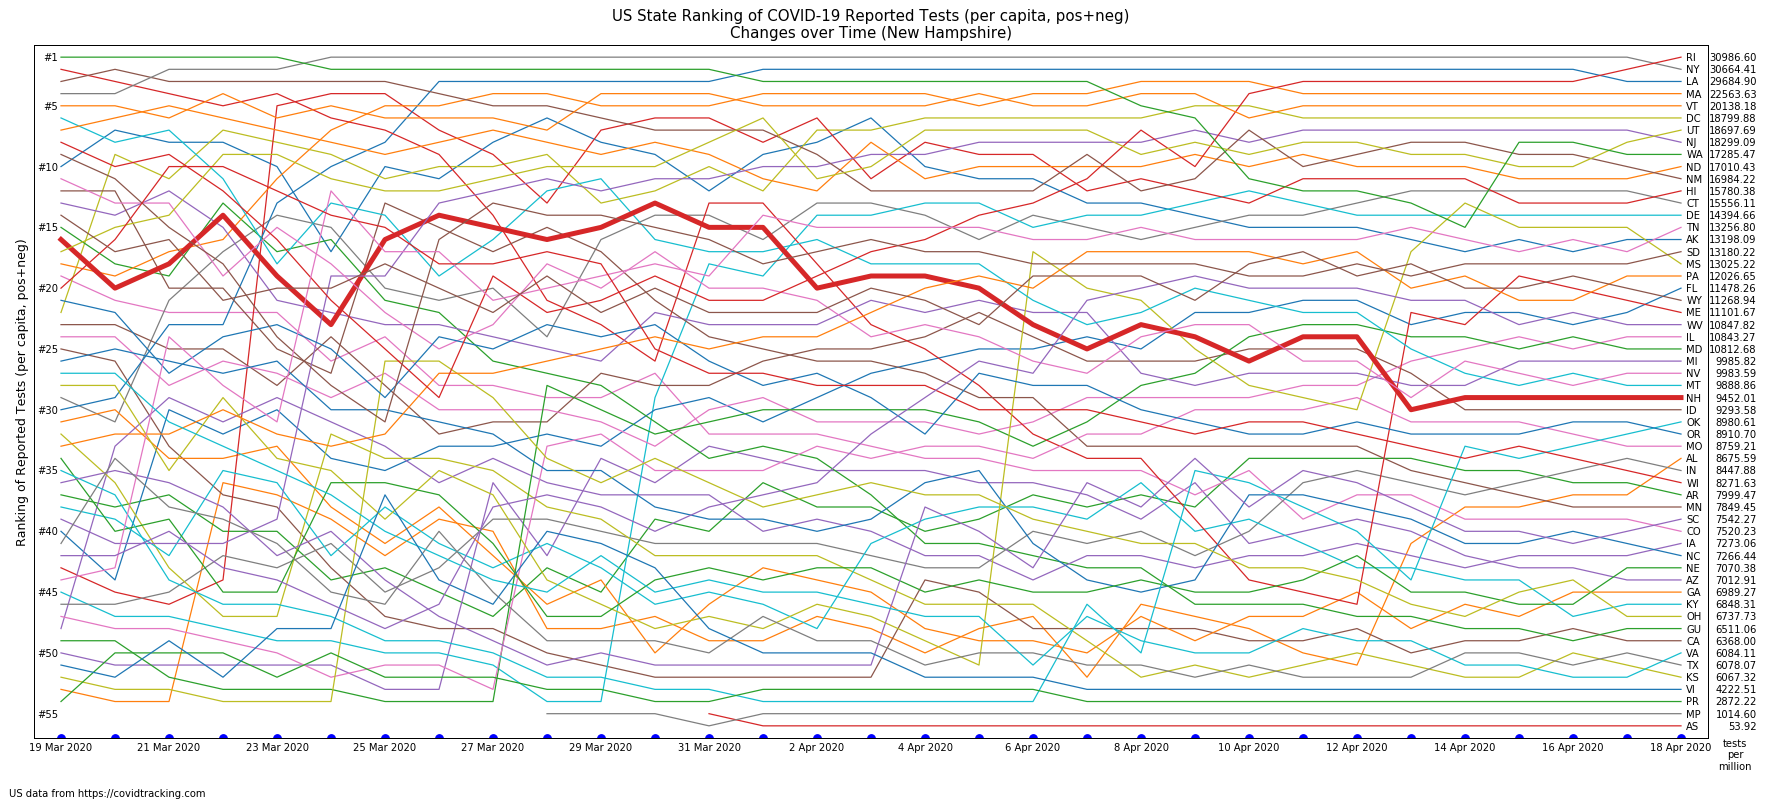 US State Ranking of COVID-19 Reported Tests (per capita, pos+neg)
Changes over Time (New Hampshire)
Ranking of Reported Tests (per capita, pos+neg)
#1
#5
#10
#15
#20
#25
#30
#35
#40
#45
#50
#55
RI 30986.60
NY 30664.41
LA 29684.90
MA 22563.63
VT 20138.18
DC 18799.88
UT 18697.69
NJ 18299.09
WA 17285.47
ND 17010.43
NM 16984.22
HI 15780.38
CT 15556.11
DE 14394.66
TN 13256.80
AK 13198.09
SD 13180.22
MS 13025.22
PA 12026.65
FL 11478.26
WY 11268.94
ME 11101.67
WV 10847.82
IL 10843.27
MD 10812.68
MI 9985.82
NV 9983.59
MT 9888.86
NH 9452.01
ID 9293.58
OK 8980.61
OR 8910.70
MO 8759.21
AL 8675.59
IN 8447.88
WI 8271.63
AR 7999.47
MN 7849.45
SC 7542.27
CO 7520.23
IA 7273.06
NC 7266.44
NE 7070.38
AZ 7012.91
GA 6989.27
KY 6848.31
OH 6737.73
GU 6511.06
CA 6368.00
VA 6084.11
TX 6078.07
KS 6067.32
VI 4222.51
PR 2872.22
MP 1014.60
AS 53.92
19 Mar 2020 21 Mar 2020 23 Mar 2020 25 Mar 2020 27 Mar 2020 29 Mar 2020 31 Mar 2020 2 Apr 2020 4 Apr 2020 6 Apr 2020 8 Apr 2020 10 Apr 2020 12 Apr 2020 14 Apr 2020 16 Apr 2020 18 Apr 2020
tests
per
million
US data from https://covidtracking.com